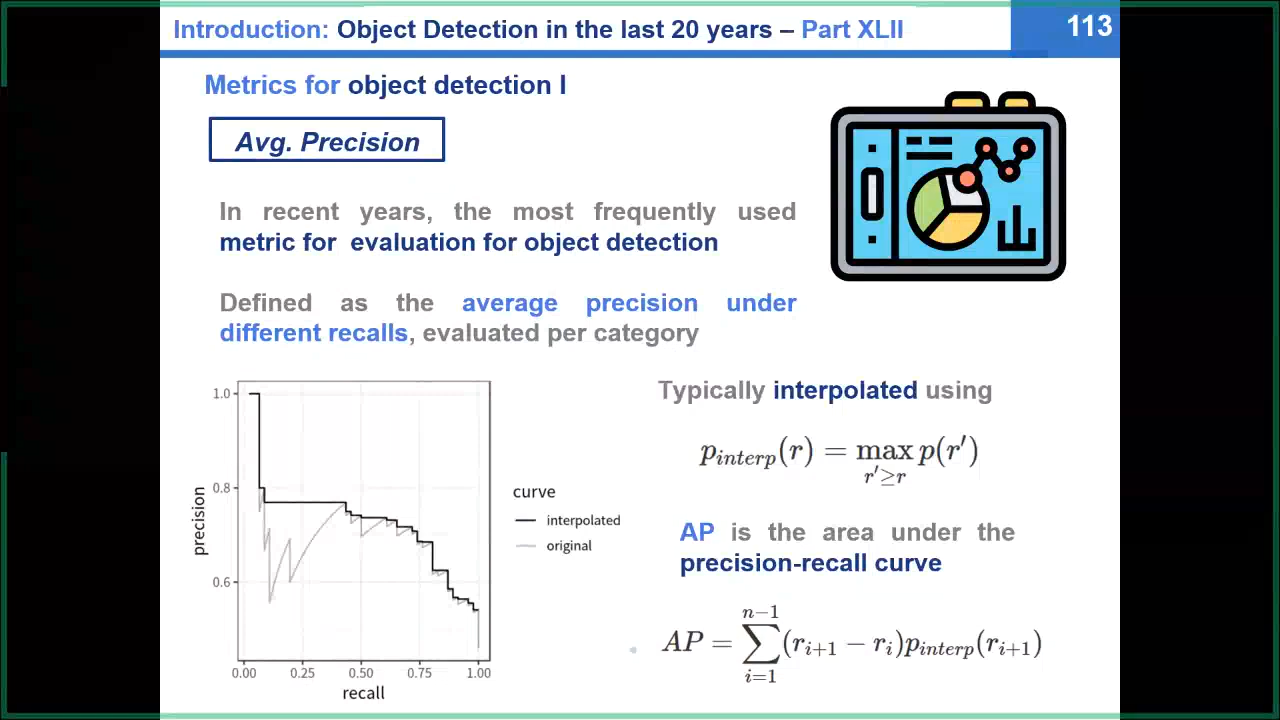 Introduction: Object Detection in the last 20 years – Part XLII
113
Metrics for object detection I
Avg. Precision
In recent years, the most frequently used
metric for evaluation for object detection
Defined as the average precision under
different recalls, evaluated per category
1.0
0.8
0.6
precision
0.00 0.25 0.50 0.75 1.00
recall
curve
interpolated
original
Typically interpolated using
p_{interp}(r) = max_{r'≥r} p(r')
AP is the area under the
precision-recall curve
AP = \sum_{i=1}^{n-1} (r_{i+1} − r_i)p_{interp}(r_{i+1})